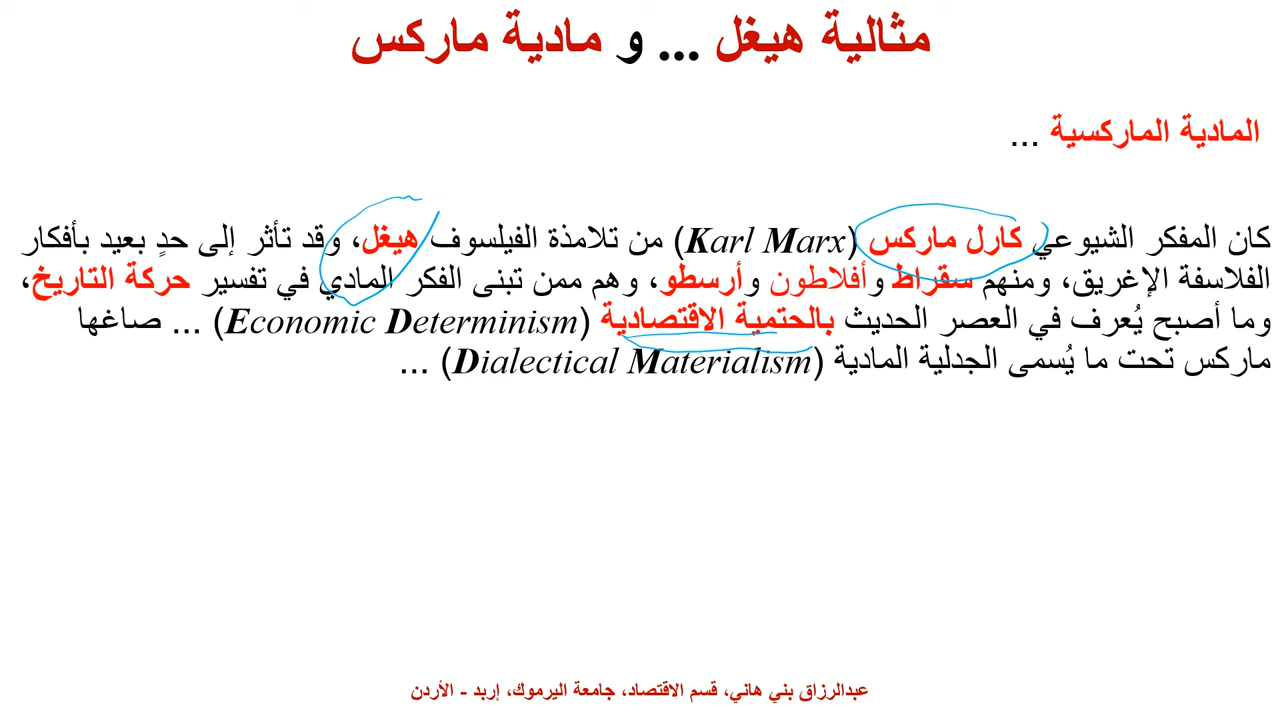 مثالية هيغل ... و مادية ماركس
المادية الماركسية ...
كان المفكر الشيوعي كارل ماركس (Karl Marx) من تلامذة الفيلسوف هيغل، وقد تأثر إلى حدٍ بعيد بأفكار
الفلاسفة الإغريق، ومنهم سقراط وأفلاطون وأرسطو، وهم ممن تبنى الفكر المادي في تفسير حركة التاريخ،
وما أصبح يُعرف في العصر الحديث بالحتمية الاقتصادية (Economic Determinism) ... صاغها
ماركس تحت ما يُسمى الجدلية المادية (Dialectical Materialism) ...
عبدالرزاق بني هاني، قسم الاقتصاد، جامعة اليرموك، إربد - الأردن